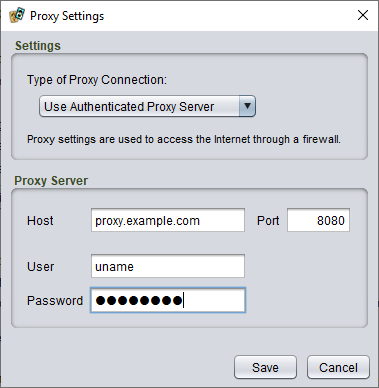 Proxy Settings
Settings
Type of Proxy Connection:
Use Authenticated Proxy Server
Proxy settings are used to access the Internet through a firewall.
Proxy Server
Host proxy.example.com Port 8080
User uname
Password ●●●●●●●●
Save Cancel